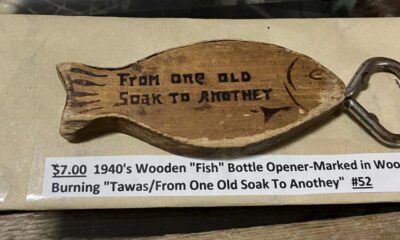 From one old
Soak to Anothey
$7.00 1940's Wooden "Fish" Bottle Opener-Marked in Woo
Burning "Tawas/From One Old Soak To Anothey" #52